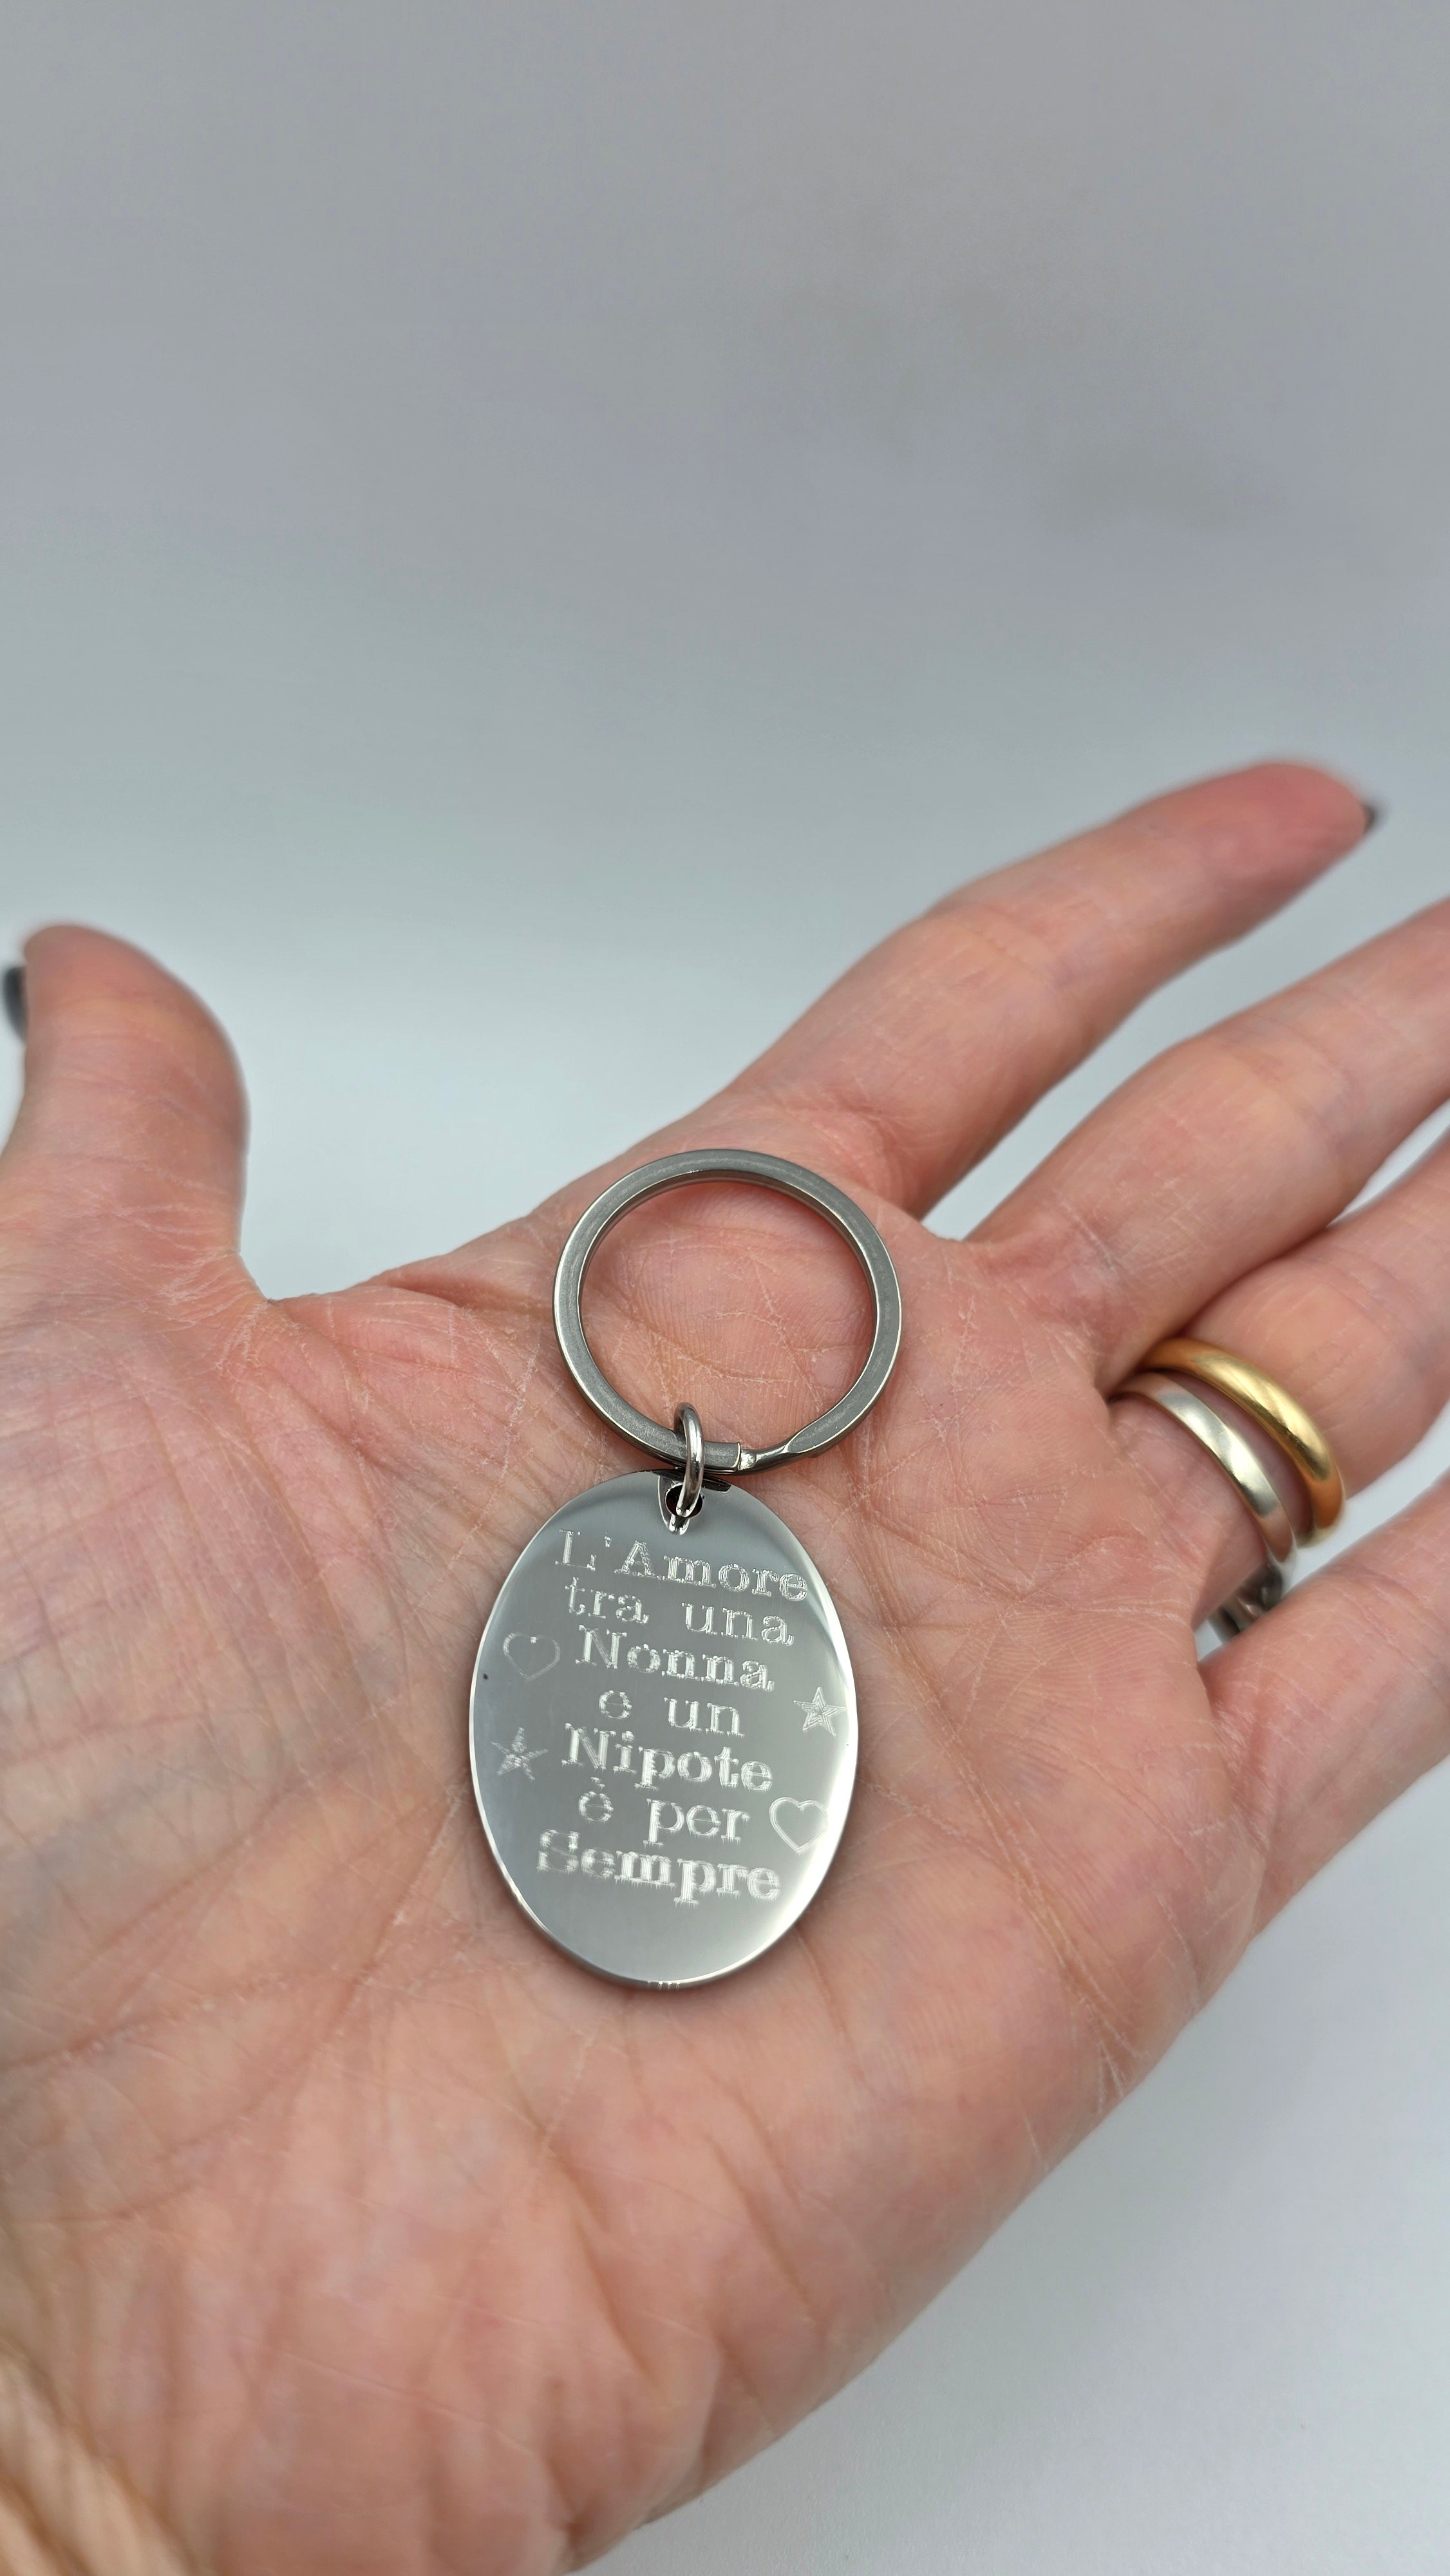 L'Amore
tra una
Nonna
e un
Nipote
è per
Sempre